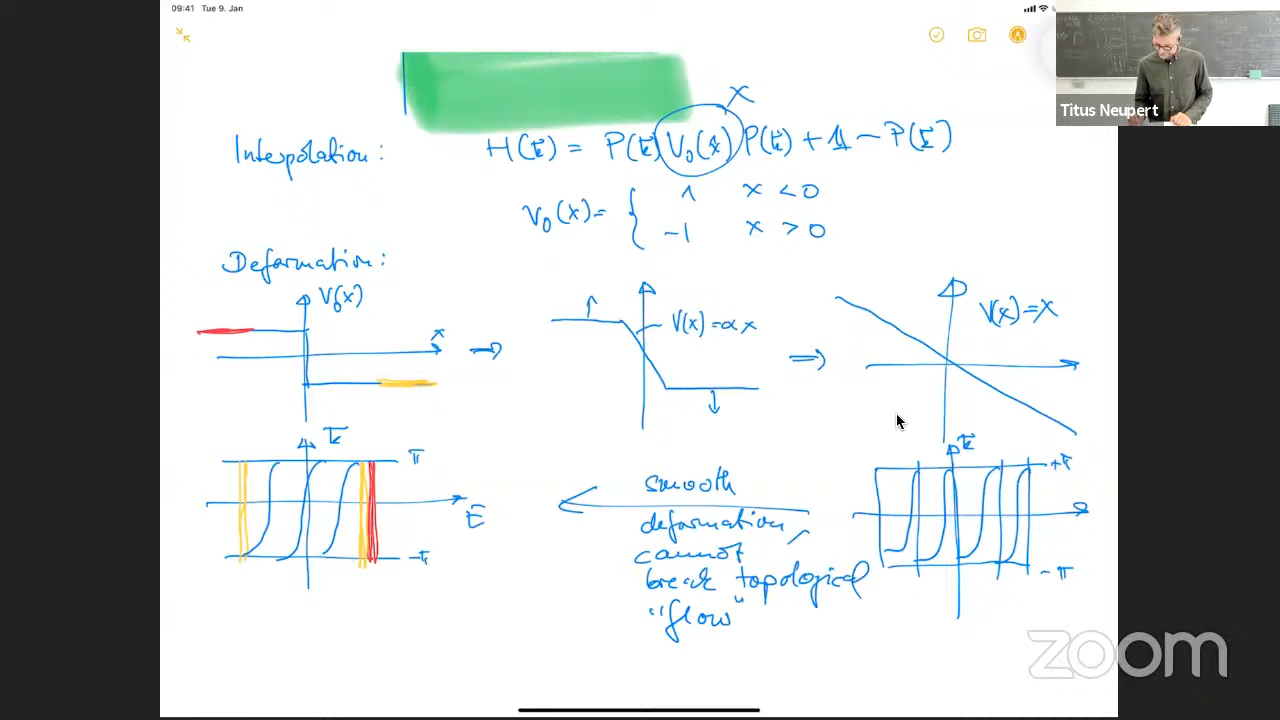 09:41 Tue 9. Jan
Titus Neupert
x
Interpolation: H(k⃗) = P(k⃗) V₀(x̂) P(k⃗) + 𝟙 − P(k⃗)
V₀(x) = { 1 x < 0
−1 x > 0
Deformation:
V₀(x)
x
V(x) = αx
V(x) = x
k⃗
π
E
−π
smooth
deformation
cannot
break topological
"flow"
k⃗
+π
−π
zoom